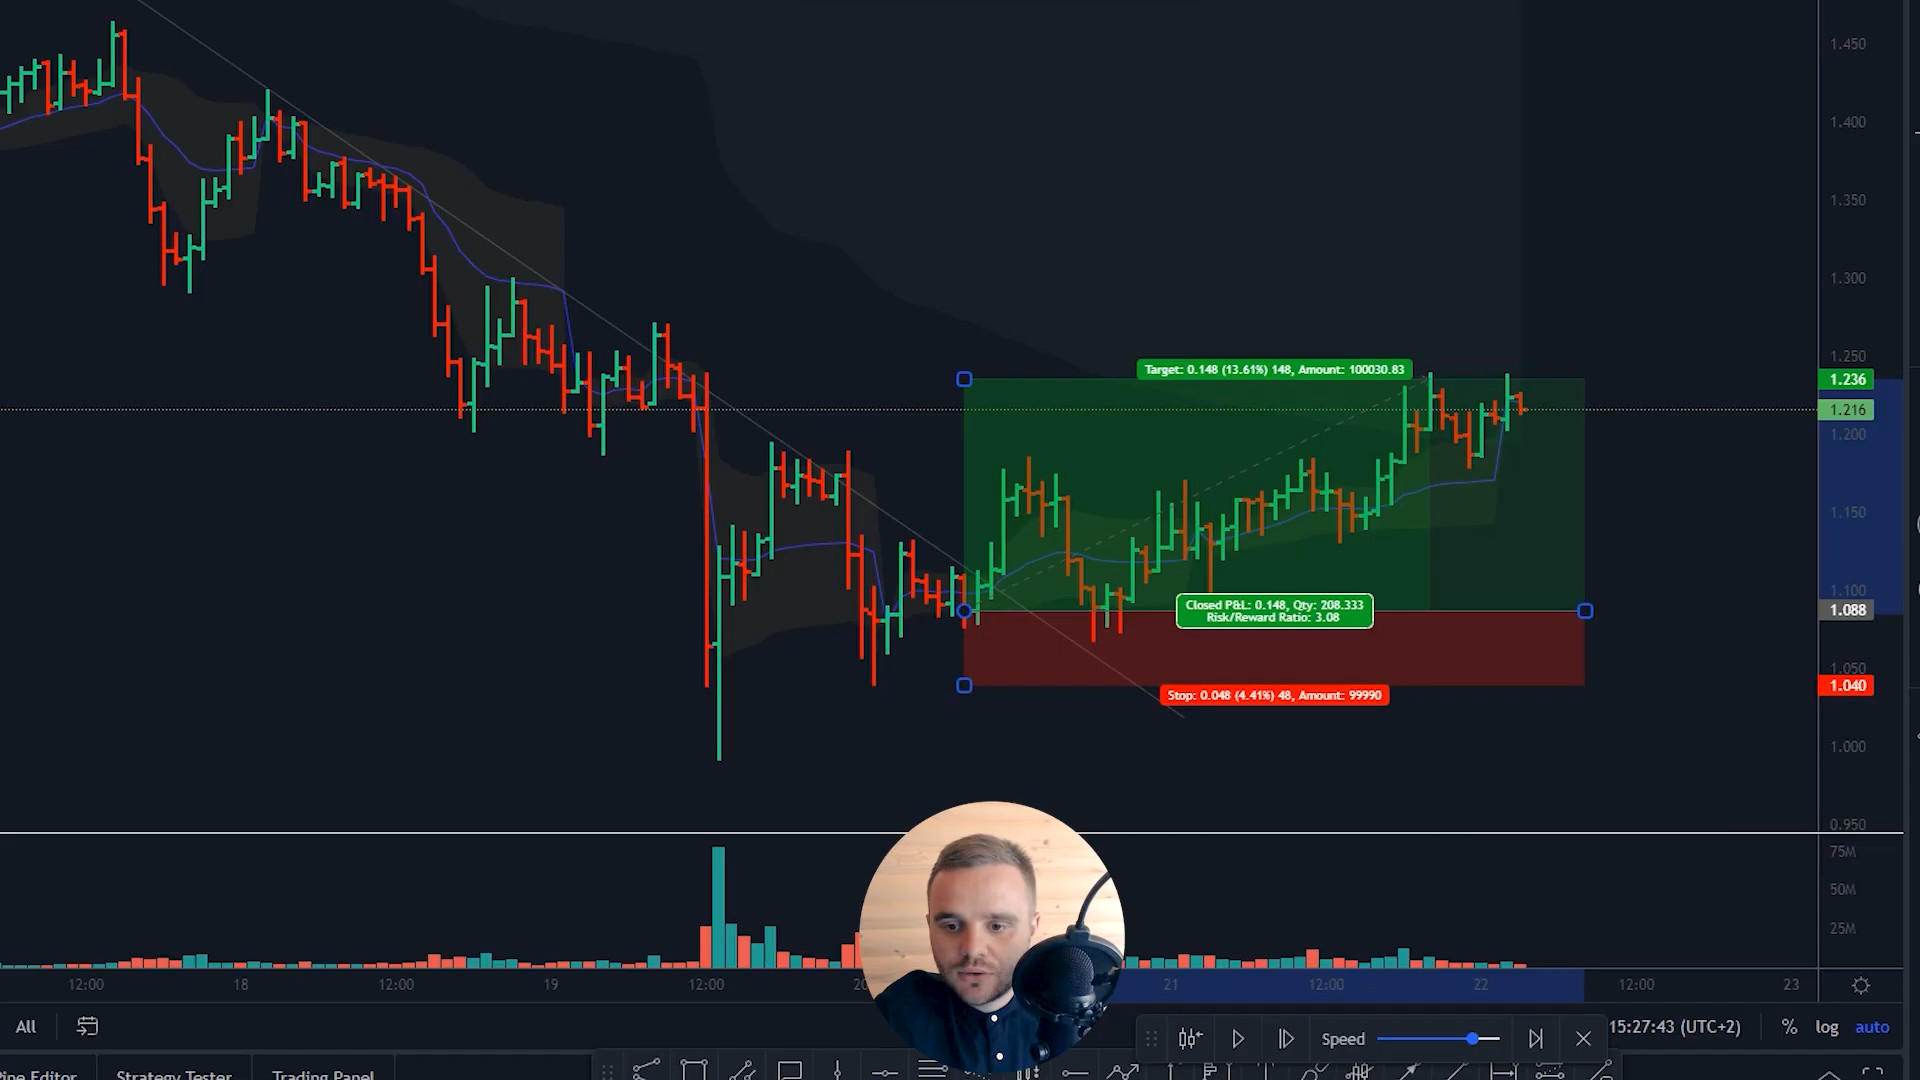 1.450
1.400
1.350
1.300
1.250
Target: 0.148 (13.61%) 148, Amount: 100030.83
1.236
1.216
1.200
1.150
1.100
Closed P&L: 0.148, Qty: 208.333
Risk/Reward Ratio: 3.08
1.088
1.050
1.040
Stop: 0.048 (4.41%) 48, Amount: 99990
1.000
0.950
75M
50M
25M
12:00 18 12:00 19 12:00 20 21 12:00 22 12:00 23
All
Speed
15:27:43 (UTC+2) % log auto
Pine Editor Strategy Tester Trading Panel